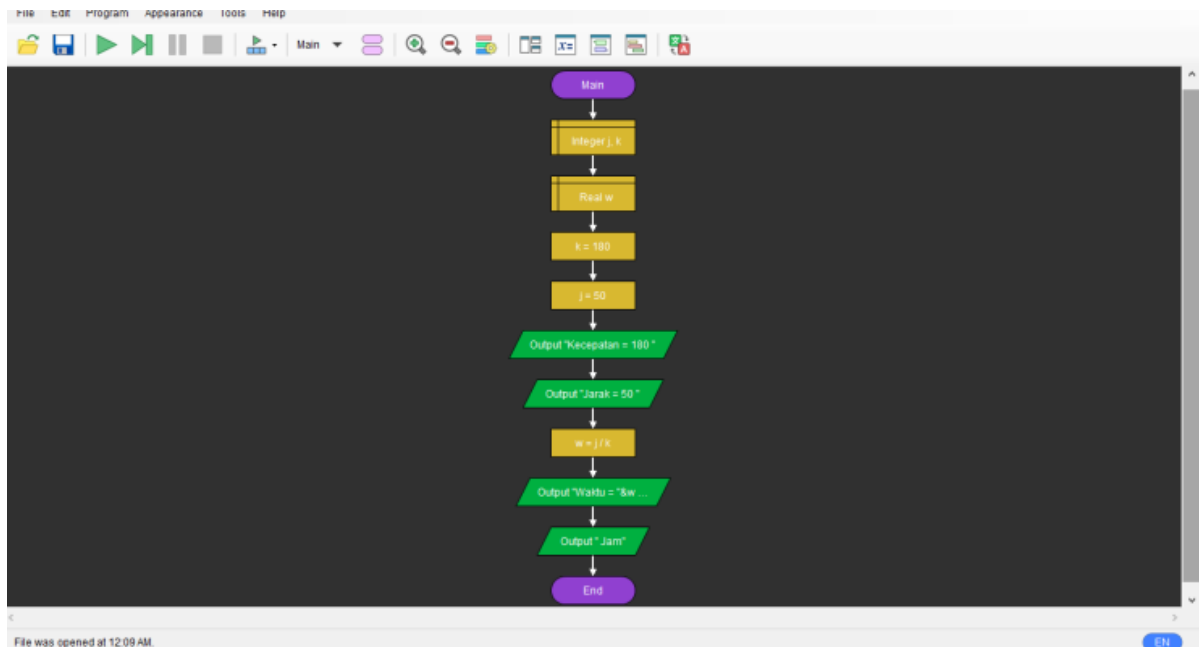 File Edit Program Appearance Tools Help
Main
Main
Integer j, k
Real w
k = 180
j = 50
Output "Kecepatan = 180 "
Output "Jarak = 50 "
w = j / k
Output "Waktu = "&w ...
Output " Jam"
End
File was opened at 12:09 AM.
EN